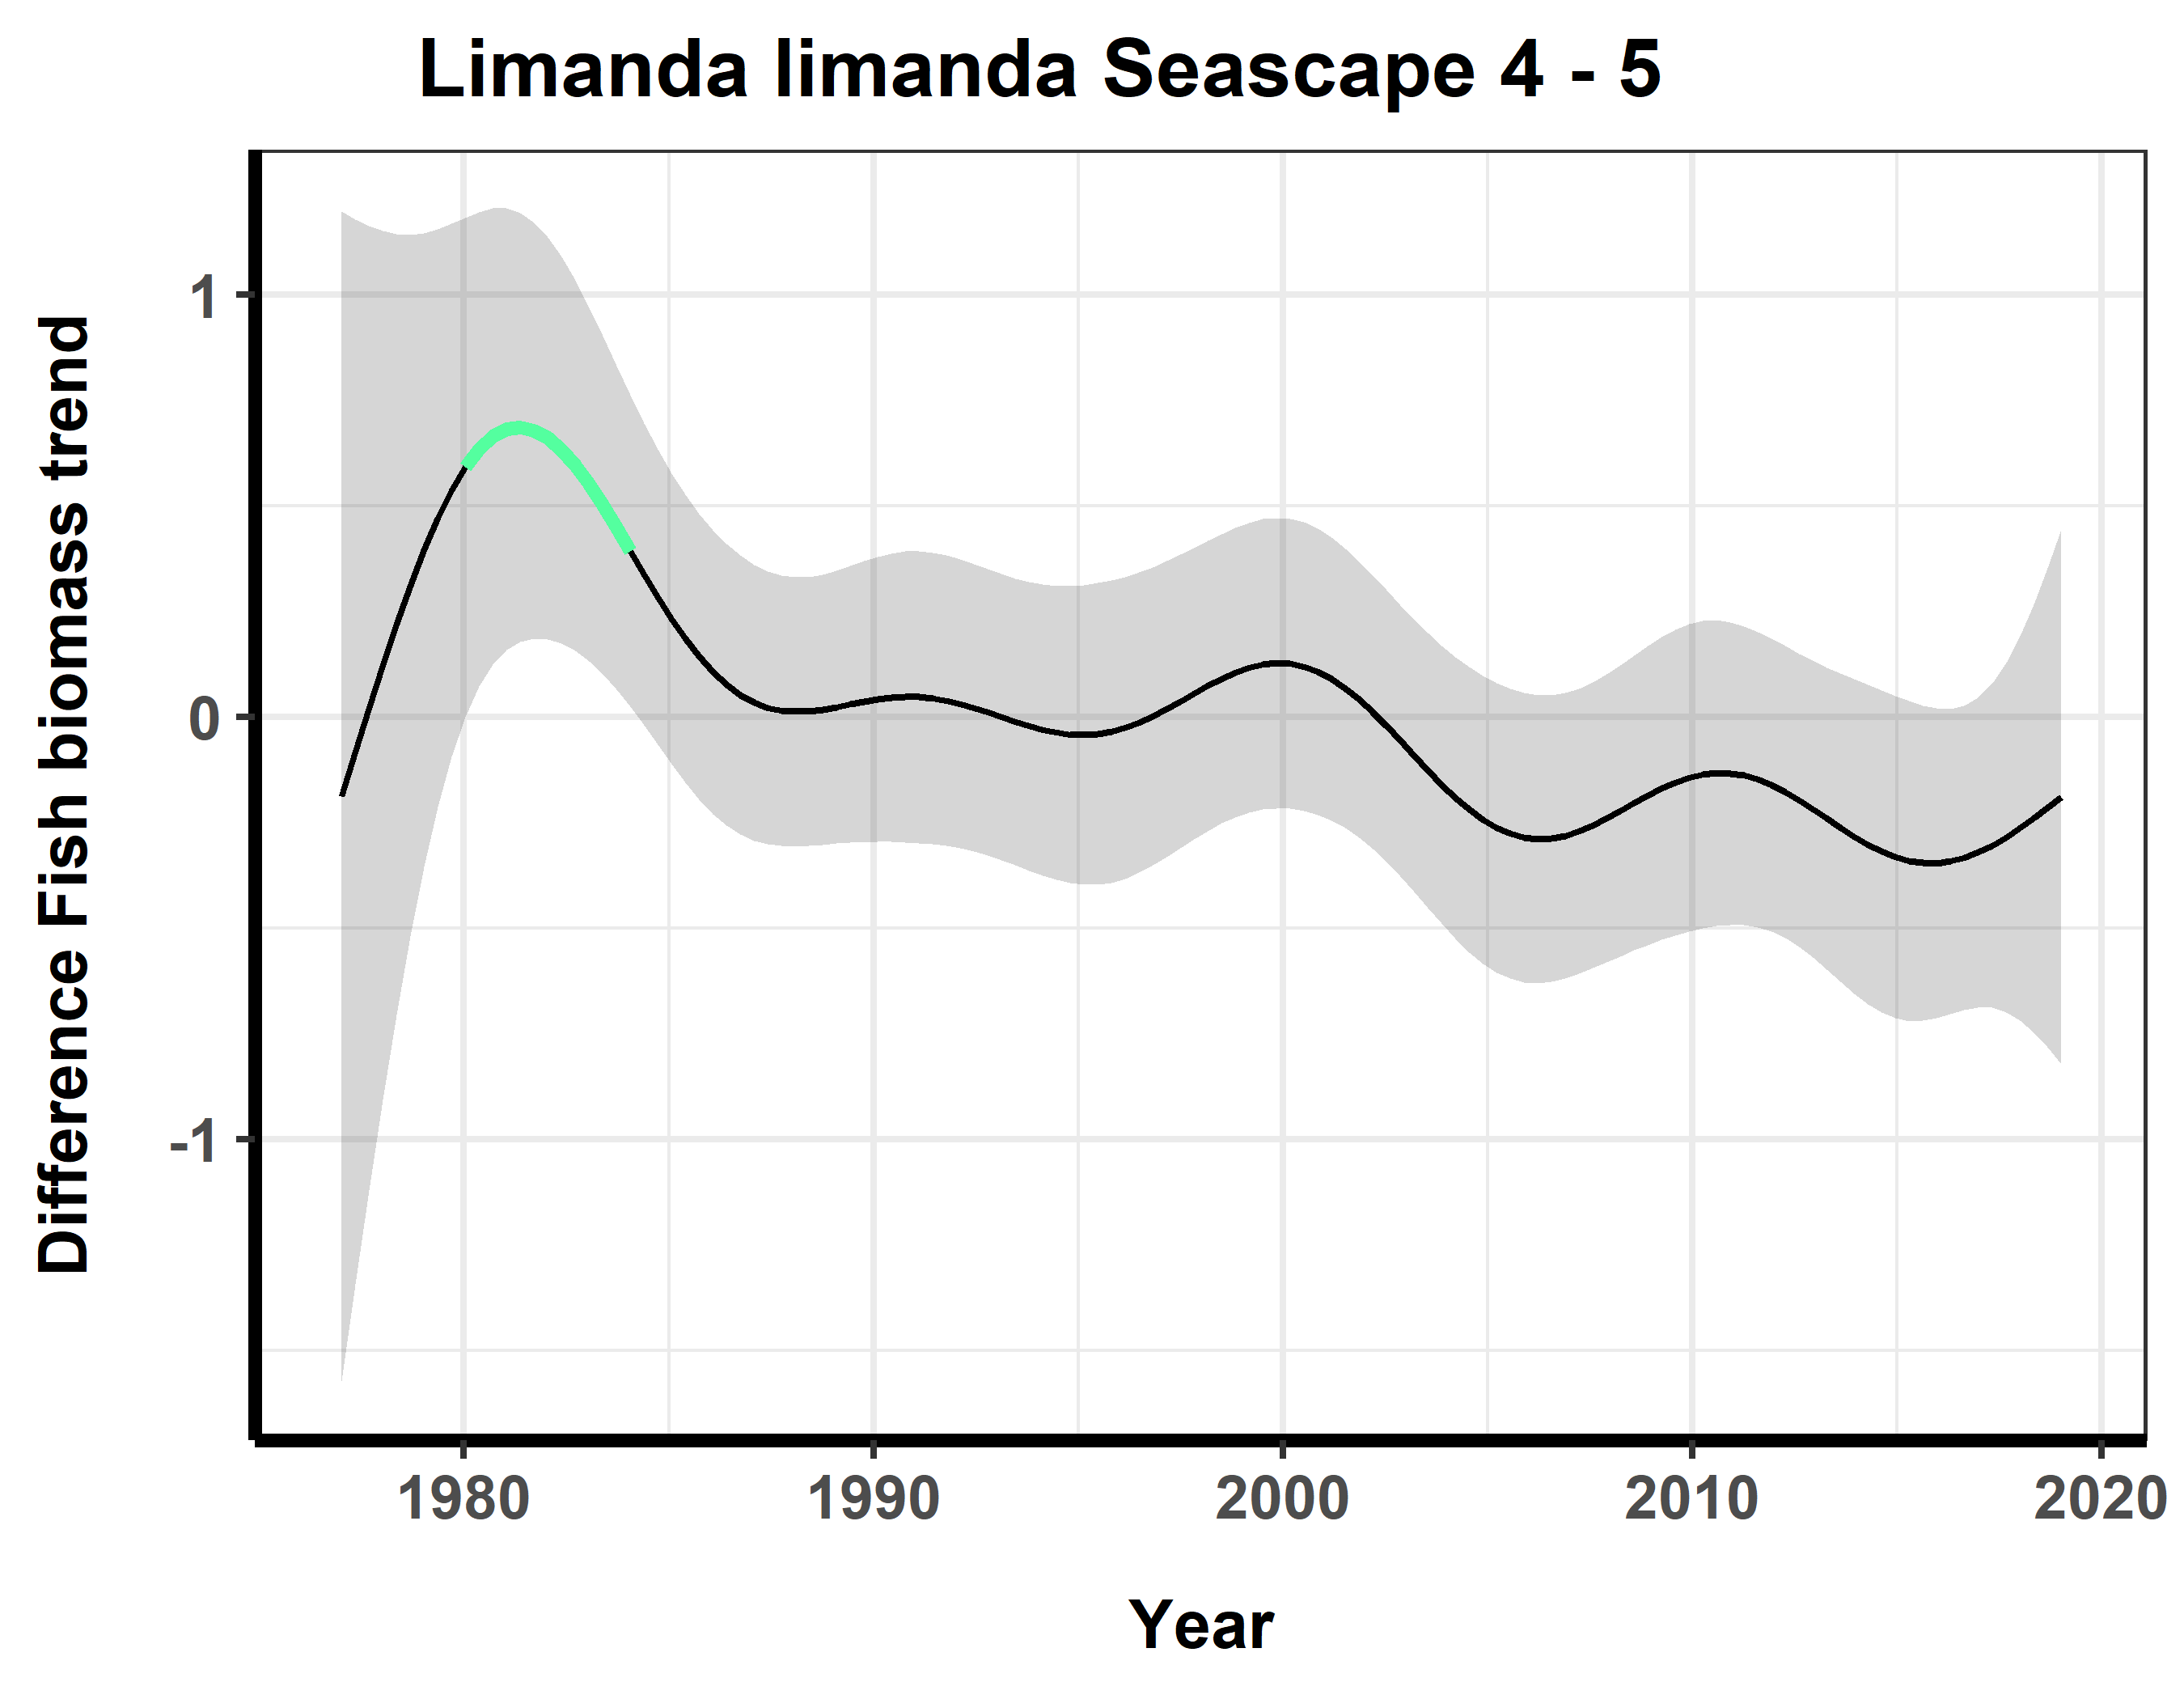 Limanda limanda Seascape 4 - 5
Difference Fish biomass trend
1
0
-1
1980 1990 2000 2010 2020
Year